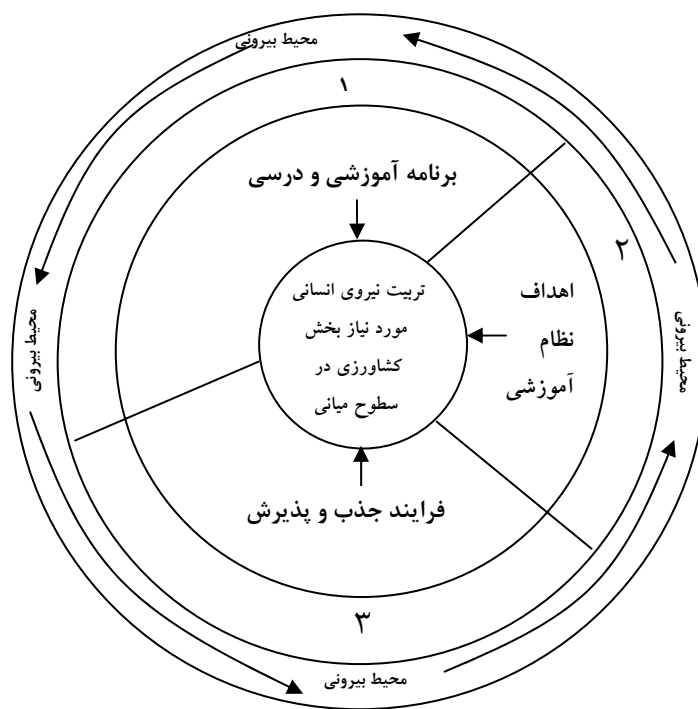 محیط بیرونی
۱
برنامه آموزشی و درسی
۲
تربیت نیروی انسانی
مورد نیاز بخش
کشاورزی در
سطوح میانی
اهداف
نظام
آموزشی
محیط بیرونی
محیط بیرونی
فرایند جذب و پذیرش
۳
محیط بیرونی